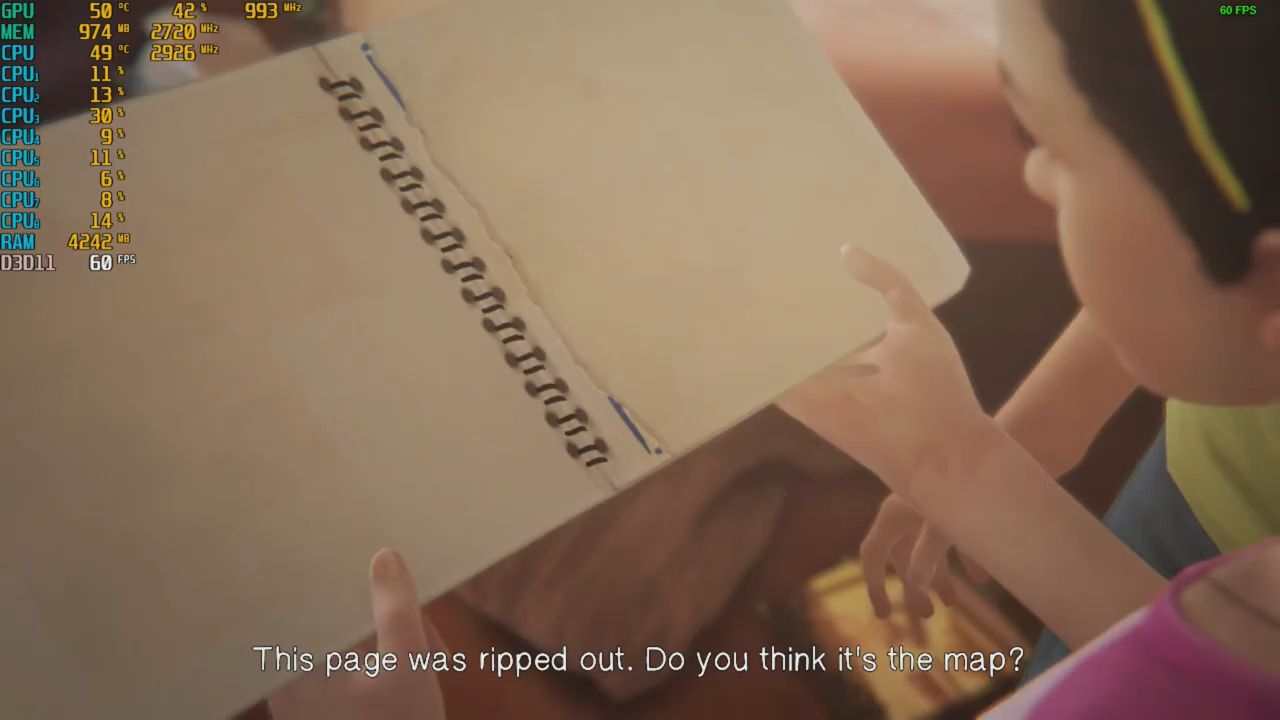 GPU 50 °C 42 % 993 MHz
MEM 974 MB 2720 MHz
CPU 49 °C 2926 MHz
CPU1 11 %
CPU2 13 %
CPU3 30 %
CPU4 9 %
CPU5 11 %
CPU6 6 %
CPU7 8 %
CPU8 14 %
RAM 4242 MB
D3D11 60 FPS
60 FPS
This page was ripped out. Do you think it's the map?